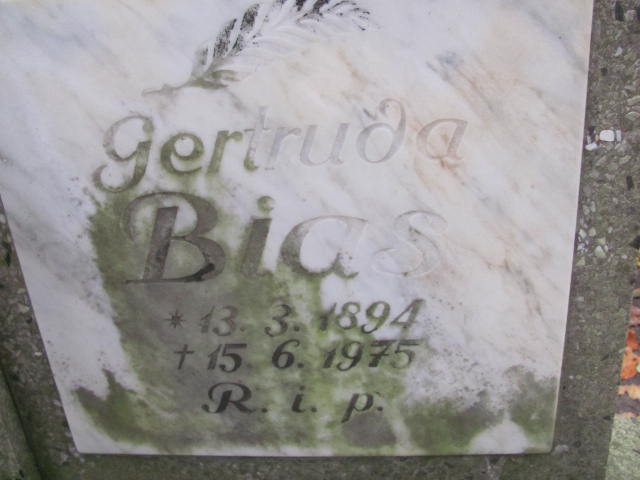 Gertruda
Bias
* 13. 3. 1894
† 15. 6. 1975
R. i. p.